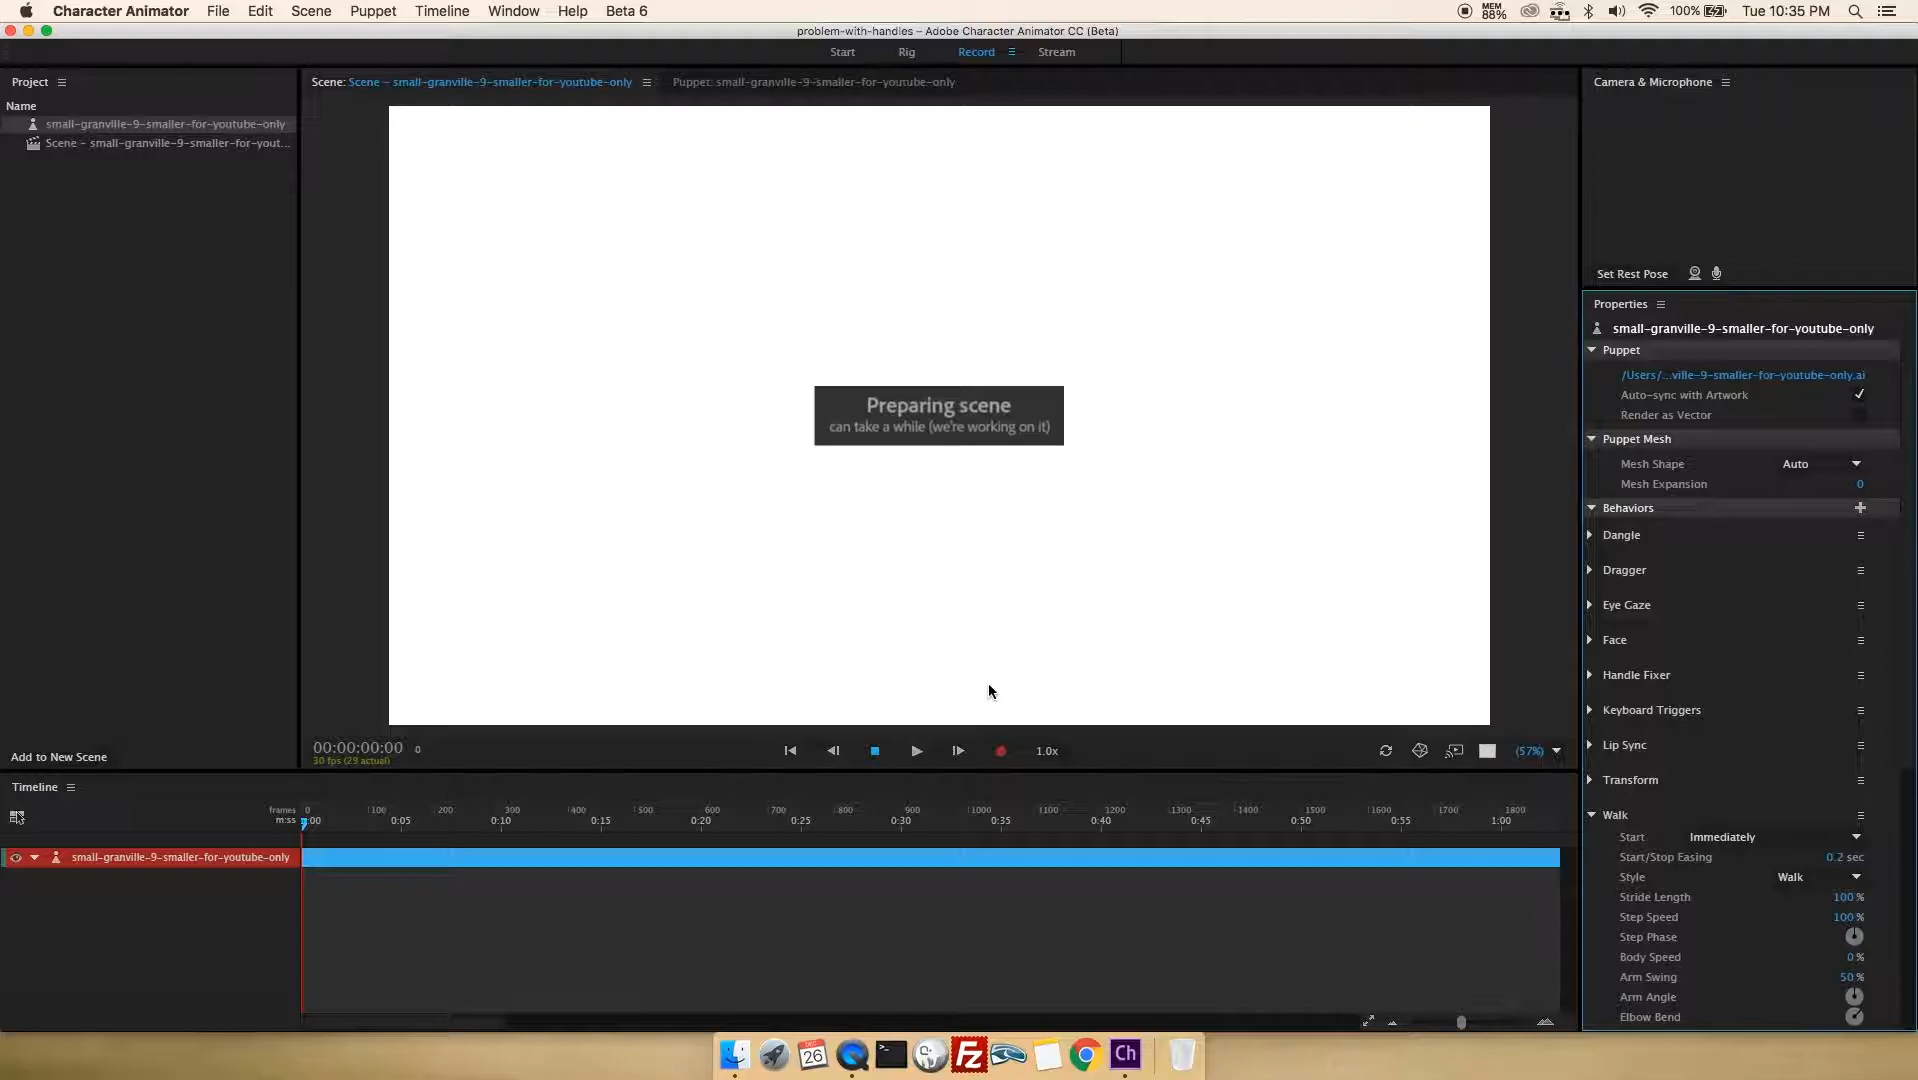 Character Animator File Edit Scene Puppet Timeline Window Help Beta 6
MEM 88% 100% Tue 10:35 PM
problem-with-handles – Adobe Character Animator CC (Beta)
Start Rig Record Stream
Project
Name
small-granville-9-smaller-for-youtube-only
Scene - small-granville-9-smaller-for-yout...
Add to New Scene
Scene: Scene - small-granville-9-smaller-for-youtube-only Puppet: small-granville-9-smaller-for-youtube-only
Preparing scene
can take a while (we're working on it)
00:00:00:00 0
30 fps (29 actual)
1.0x
(57%)
Camera & Microphone
Set Rest Pose
Properties
small-granville-9-smaller-for-youtube-only
Puppet
/Users/...ville-9-smaller-for-youtube-only.ai
Auto-sync with Artwork
Render as Vector
Puppet Mesh
Mesh Shape Auto
Mesh Expansion 0
Behaviors
Dangle
Dragger
Eye Gaze
Face
Handle Fixer
Keyboard Triggers
Lip Sync
Transform
Walk
Start Immediately
Start/Stop Easing 0.2 sec
Style Walk
Stride Length 100 %
Step Speed 100 %
Step Phase
Body Speed 0 %
Arm Swing 50 %
Arm Angle
Elbow Bend
Timeline
frames 0 100 200 300 400 500 600 700 800 900 1000 1100 1200 1300 1400 1500 1600 1700 1800
m:ss :00 0:05 0:10 0:15 0:20 0:25 0:30 0:35 0:40 0:45 0:50 0:55 1:00
small-granville-9-smaller-for-youtube-only
DEC 26
Fz
Ch